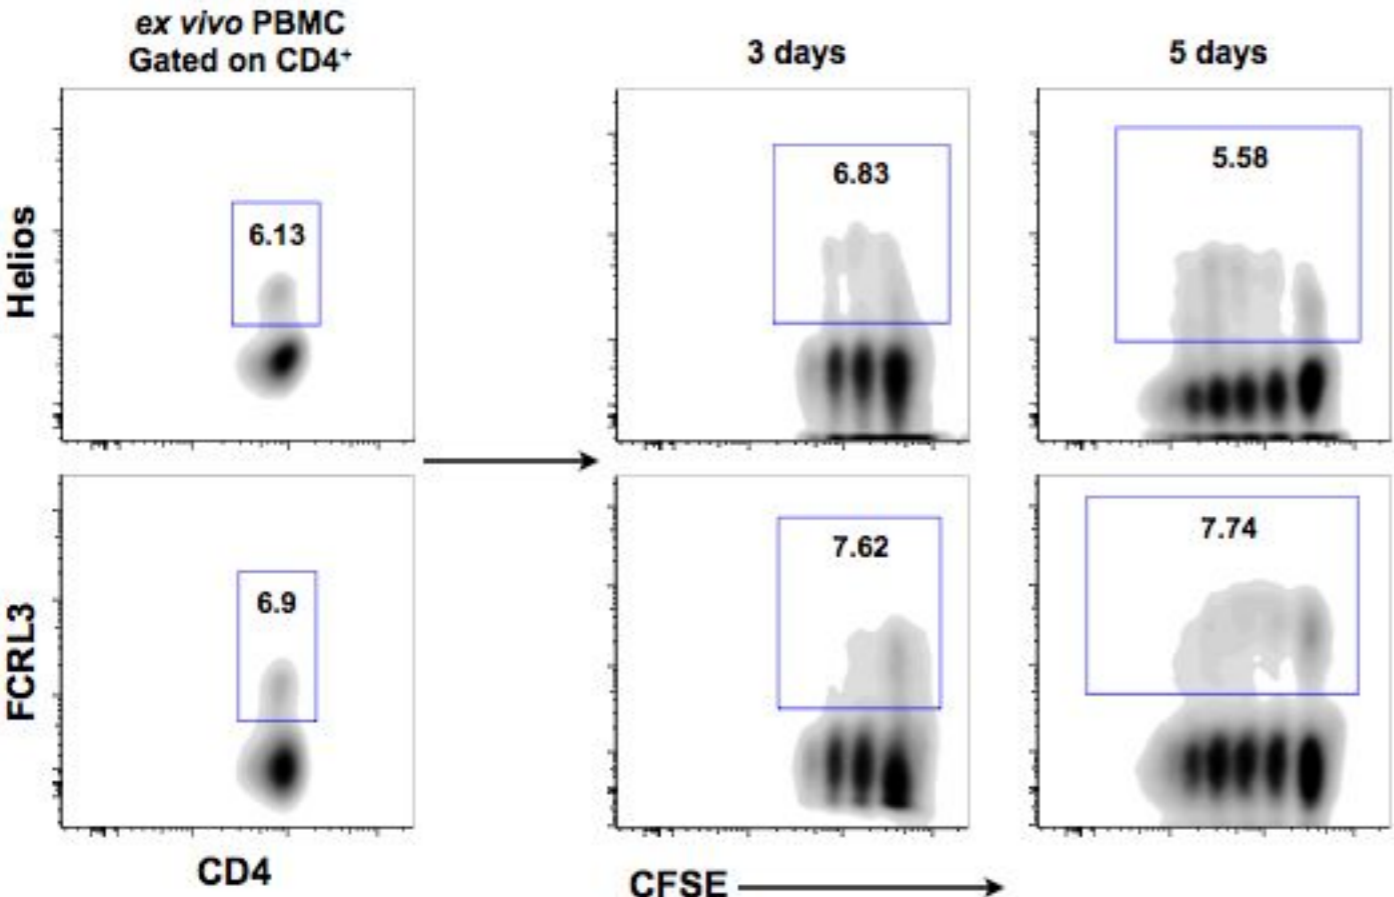 ex vivo PBMC
Gated on CD4+
3 days
5 days
Helios
6.13
6.83
5.58
FCRL3
6.9
7.62
7.74
CD4
CFSE